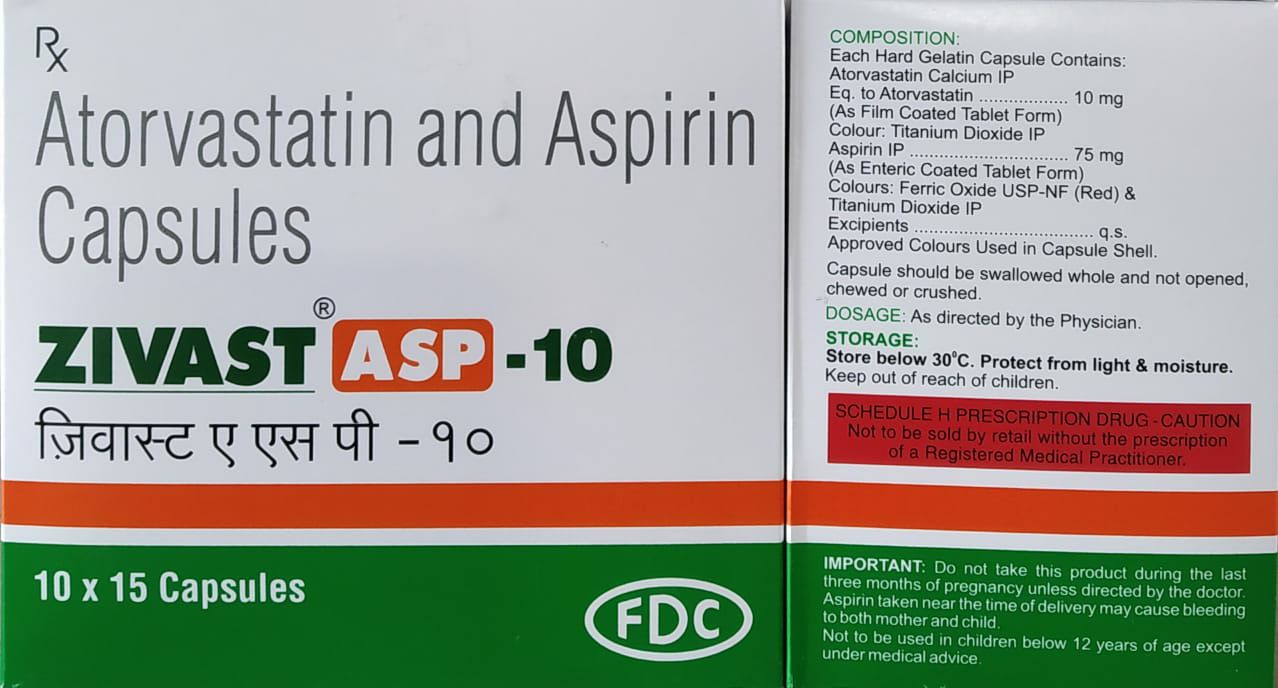 Rx
Atorvastatin and Aspirin
Capsules
ZIVAST® ASP -10
ज़िवास्ट ए एस पी -१०
10 x 15 Capsules
FDC
COMPOSITION:
Each Hard Gelatin Capsule Contains:
Atorvastatin Calcium IP
Eq. to Atorvastatin .................. 10 mg
(As Film Coated Tablet Form)
Colour: Titanium Dioxide IP
Aspirin IP ................................ 75 mg
(As Enteric Coated Tablet Form)
Colours: Ferric Oxide USP-NF (Red) &
Titanium Dioxide IP
Excipients .................................... q.s.
Approved Colours Used in Capsule Shell.
Capsule should be swallowed whole and not opened,
chewed or crushed.
DOSAGE: As directed by the Physician.
STORAGE:
Store below 30⁰C. Protect from light & moisture.
Keep out of reach of children.
SCHEDULE H PRESCRIPTION DRUG - CAUTION
Not to be sold by retail without the prescription
of a Registered Medical Practitioner.
IMPORTANT: Do not take this product during the last
three months of pregnancy unless directed by the doctor.
Aspirin taken near the time of delivery may cause bleeding
to both mother and child.
Not to be used in children below 12 years of age except
under medical advice.